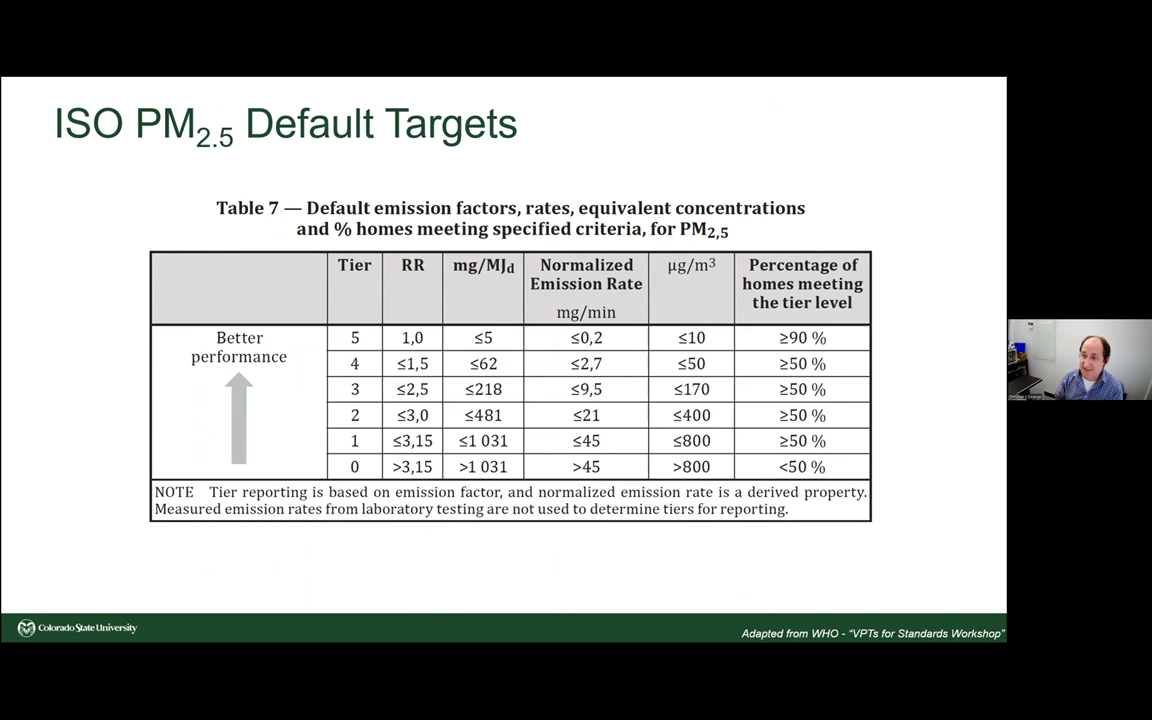 ISO PM2.5 Default Targets
Table 7 — Default emission factors, rates, equivalent concentrations
and % homes meeting specified criteria, for PM2,5
Tier RR mg/MJd Normalized Emission Rate mg/min µg/m3 Percentage of homes meeting the tier level
Better performance
5 1,0 ≤5 ≤0,2 ≤10 ≥90 %
4 ≤1,5 ≤62 ≤2,7 ≤50 ≥50 %
3 ≤2,5 ≤218 ≤9,5 ≤170 ≥50 %
2 ≤3,0 ≤481 ≤21 ≤400 ≥50 %
1 ≤3,15 ≤1 031 ≤45 ≤800 ≥50 %
0 >3,15 >1 031 >45 >800 <50 %
NOTE Tier reporting is based on emission factor, and normalized emission rate is a derived property.
Measured emission rates from laboratory testing are not used to determine tiers for reporting.
Colorado State University
Adapted from WHO - “VPTs for Standards Workshop”